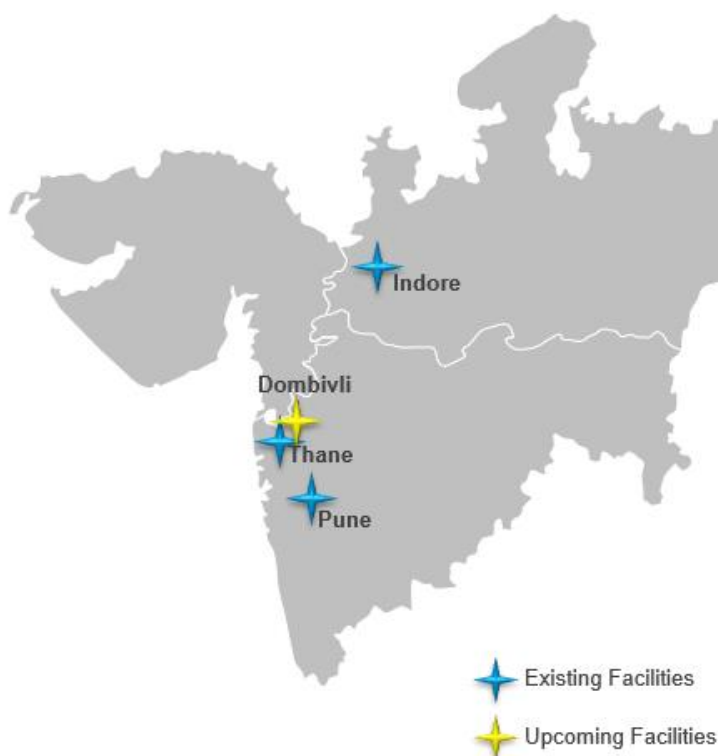 Indore
Dombivli
Thane
Pune
Existing Facilities
Upcoming Facilities